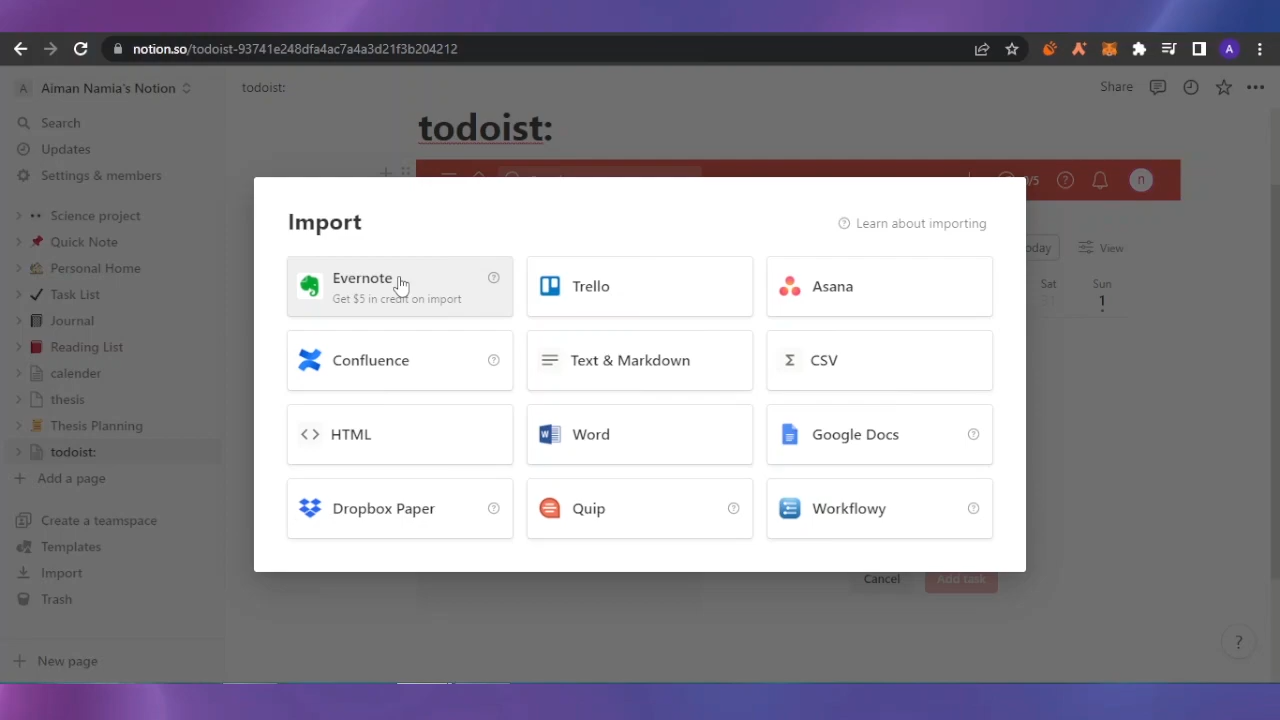 notion.so/todoist-93741e248dfa4ac7a4a3d21f3b204212
A
A Aiman Namia's Notion
todoist:
Share
Search
Updates
Settings & members
Science project
Quick Note
Personal Home
Task List
Journal
Reading List
calender
thesis
Thesis Planning
todoist:
Add a page
Create a teamspace
Templates
Import
Trash
New page
todoist:
/5
?
n
oday
View
Sat
Sun
31
1
Import
? Learn about importing
Evernote ?
Get $5 in credit on import
Trello
Asana
Confluence ?
Text & Markdown
Σ CSV
HTML
W Word
Google Docs ?
Dropbox Paper ?
Quip ?
Workflowy ?
Cancel
Add task
?